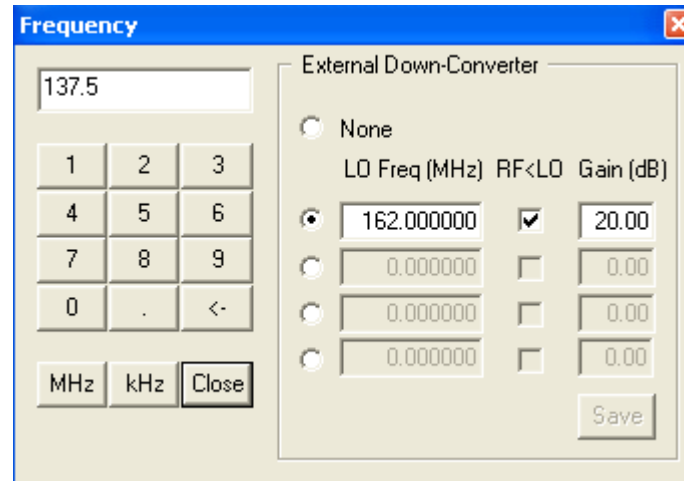 Frequency
137.5
1 2 3
4 5 6
7 8 9
0 . <-
MHz kHz Close
External Down-Converter
None
LO Freq (MHz) RF<LO Gain (dB)
162.000000 20.00
0.000000 0.00
0.000000 0.00
0.000000 0.00
Save